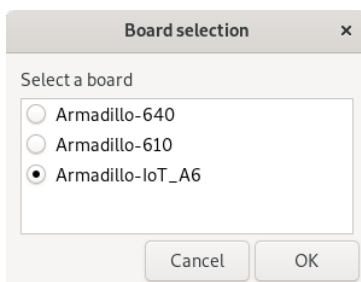 Board selection ×
Select a board
Armadillo-640
Armadillo-610
Armadillo-IoT_A6
Cancel OK